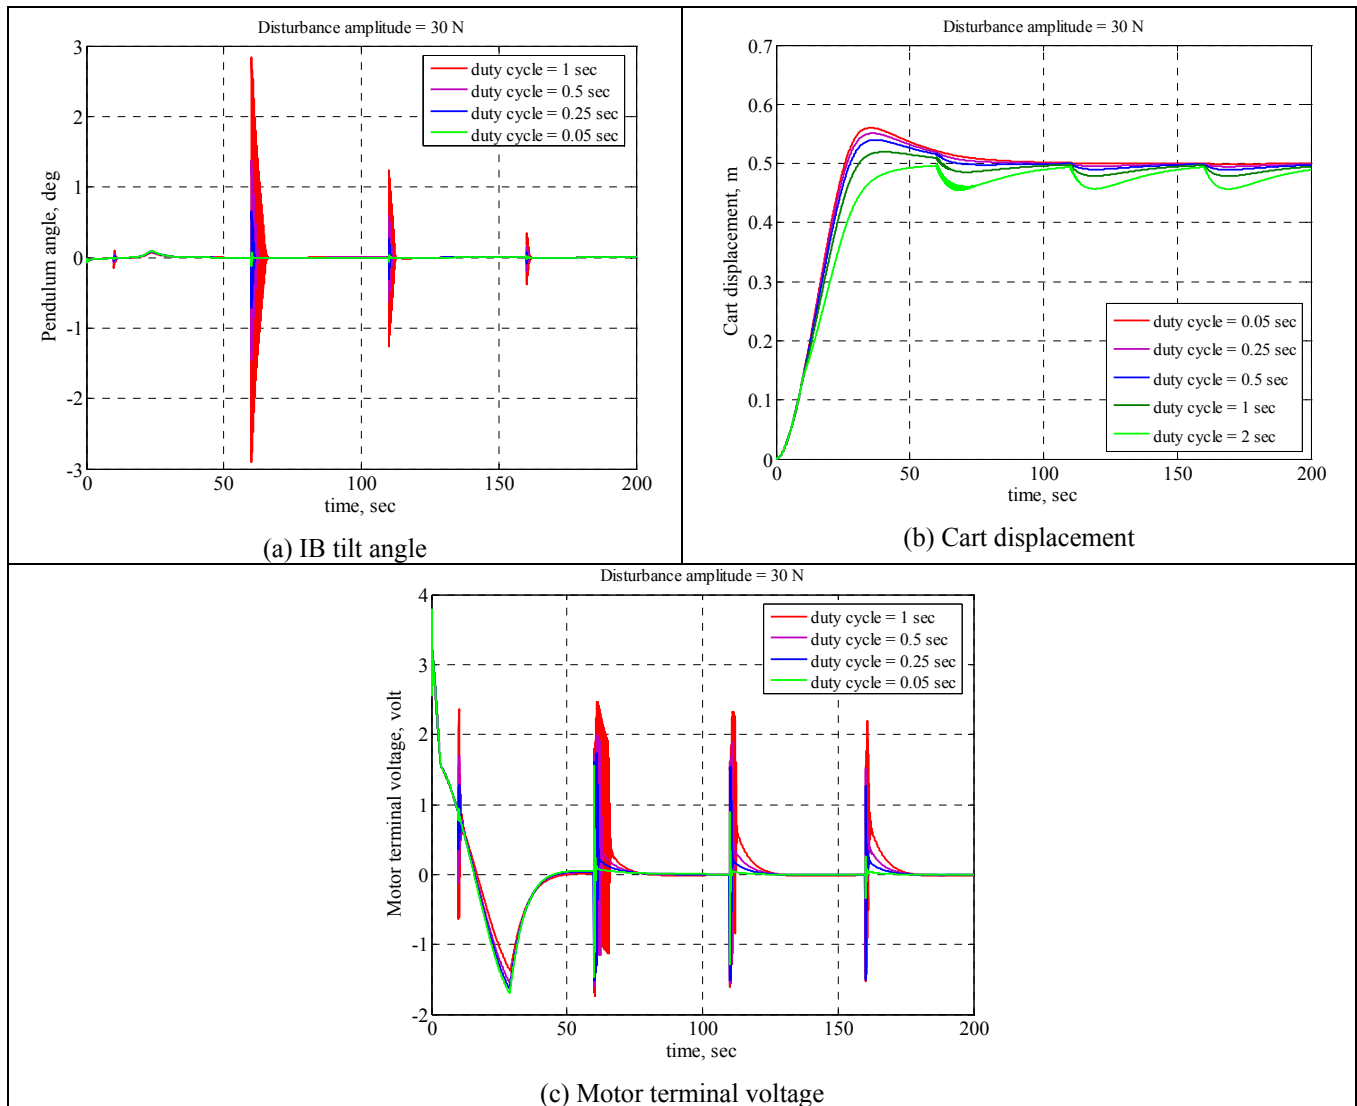 Disturbance amplitude = 30 N
3
2
1
0
-1
-2
-3
Pendulum angle, deg
duty cycle = 1 sec
duty cycle = 0.5 sec
duty cycle = 0.25 sec
duty cycle = 0.05 sec
0 50 100 150 200
time, sec
(a) IB tilt angle
Disturbance amplitude = 30 N
0.7
0.6
0.5
0.4
0.3
0.2
0.1
0
Cart displacement, m
duty cycle = 0.05 sec
duty cycle = 0.25 sec
duty cycle = 0.5 sec
duty cycle = 1 sec
duty cycle = 2 sec
0 50 100 150 200
time, sec
(b) Cart displacement
Disturbance amplitude = 30 N
4
3
2
1
0
-1
-2
Motor terminal voltage, volt
duty cycle = 1 sec
duty cycle = 0.5 sec
duty cycle = 0.25 sec
duty cycle = 0.05 sec
0 50 100 150 200
time, sec
(c) Motor terminal voltage